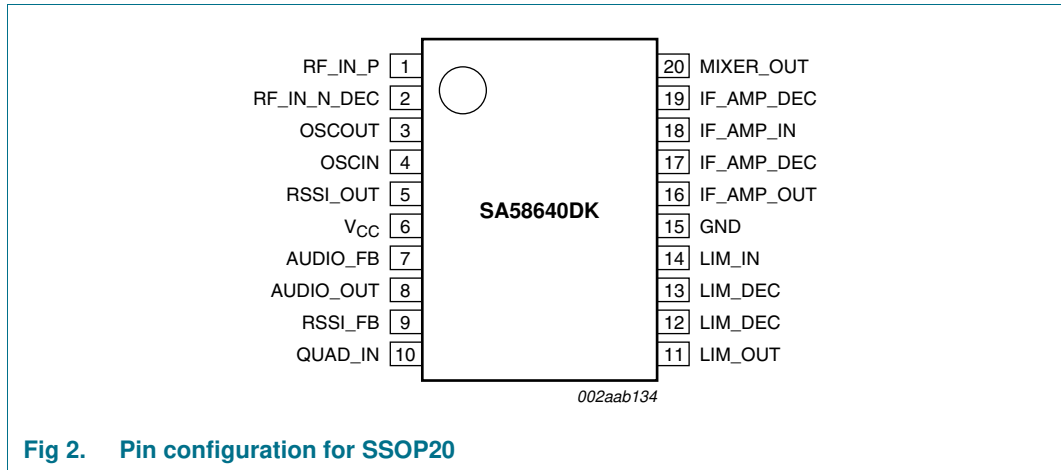 RF_IN_P 1 20 MIXER_OUT
RF_IN_N_DEC 2 19 IF_AMP_DEC
OSCOUT 3 18 IF_AMP_IN
OSCIN 4 17 IF_AMP_DEC
RSSI_OUT 5 16 IF_AMP_OUT
SA58640DK
VCC 6 15 GND
AUDIO_FB 7 14 LIM_IN
AUDIO_OUT 8 13 LIM_DEC
RSSI_FB 9 12 LIM_DEC
QUAD_IN 10 11 LIM_OUT
002aab134
Fig 2. Pin configuration for SSOP20